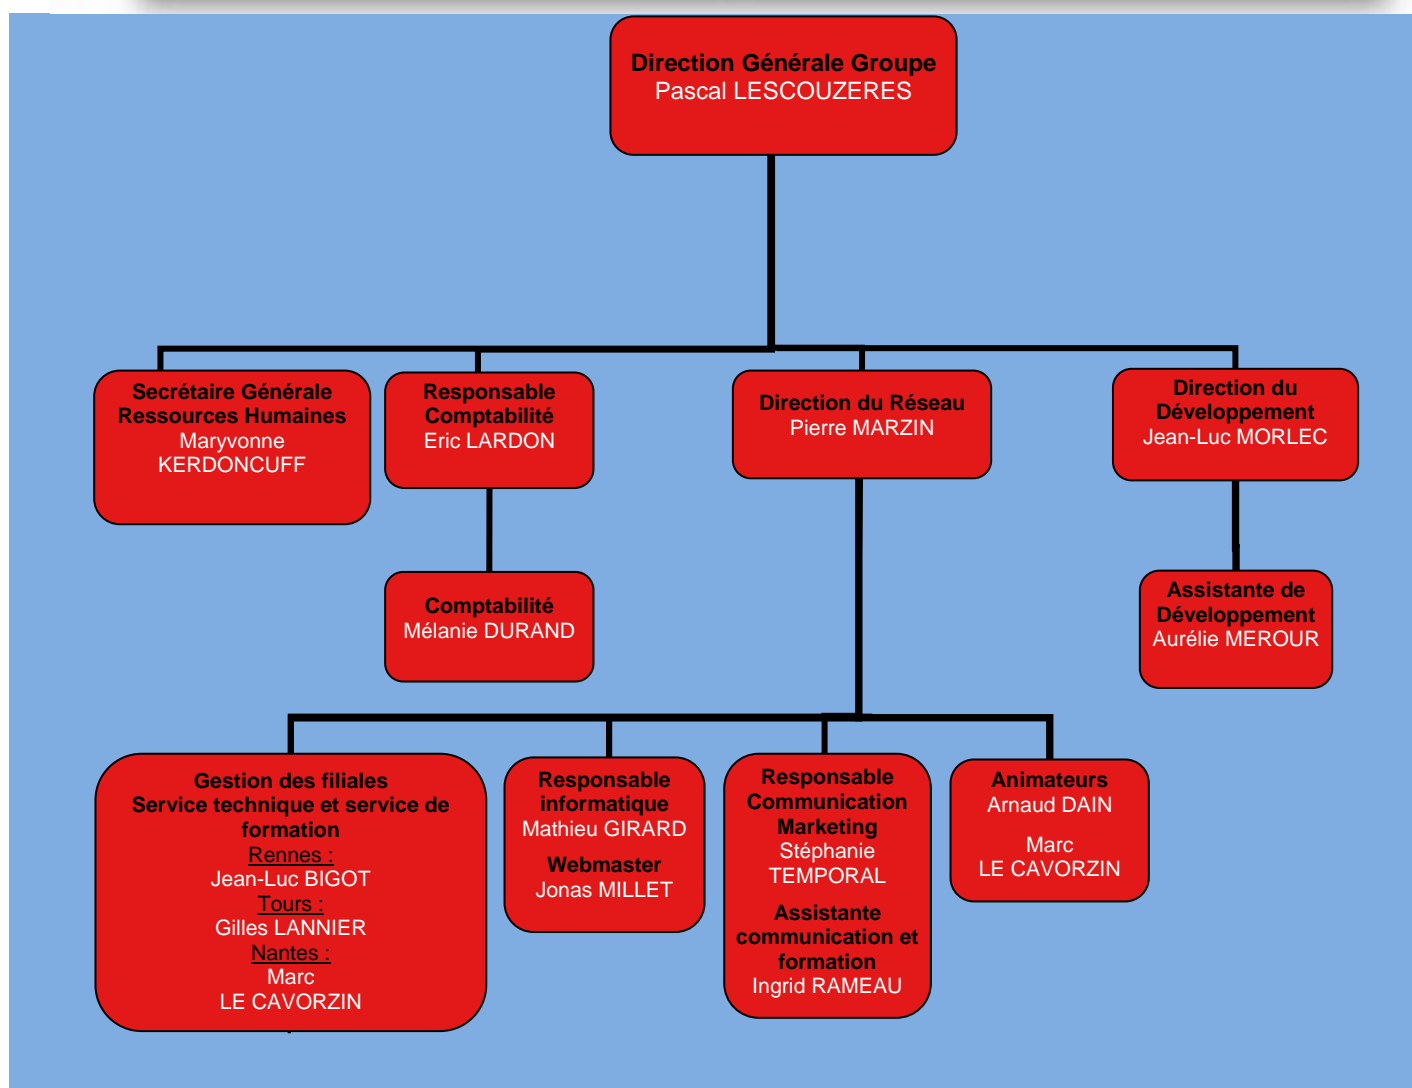 Direction Générale Groupe
Pascal LESCOUZERES
Secrétaire Générale
Ressources Humaines
Maryvonne
KERDONCUFF
Responsable
Comptabilité
Eric LARDON
Direction du Réseau
Pierre MARZIN
Direction du
Développement
Jean-Luc MORLEC
Comptabilité
Mélanie DURAND
Assistante de
Développement
Aurélie MEROUR
Gestion des filiales
Service technique et service de
formation
Rennes :
Jean-Luc BIGOT
Tours :
Gilles LANNIER
Nantes :
Marc
LE CAVORZIN
Responsable
informatique
Mathieu GIRARD
Webmaster
Jonas MILLET
Responsable
Communication
Marketing
Stéphanie
TEMPORAL
Assistante
communication et
formation
Ingrid RAMEAU
Animateurs
Arnaud DAIN
Marc
LE CAVORZIN